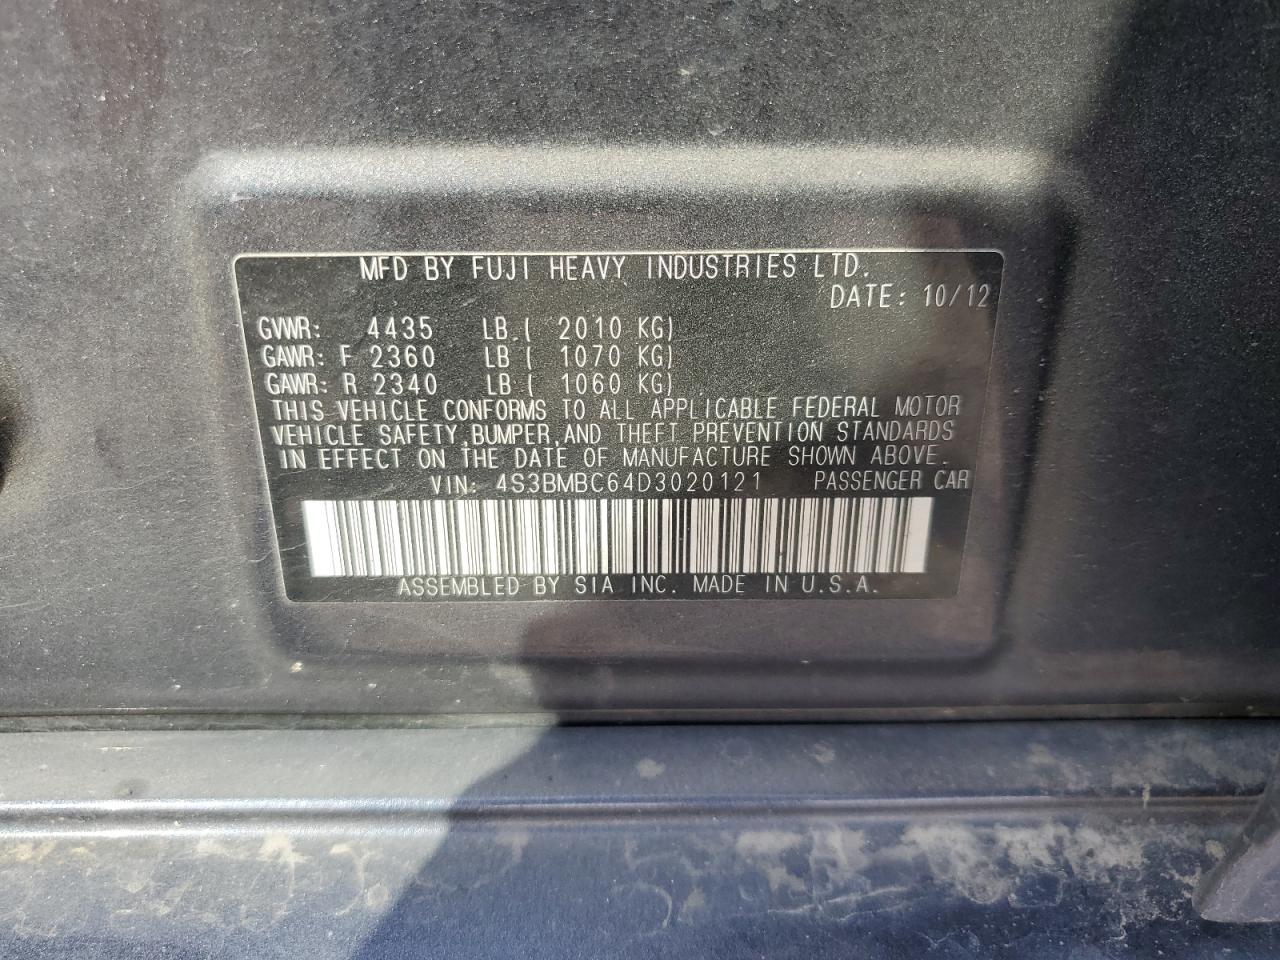 MFD BY FUJI HEAVY INDUSTRIES LTD.
DATE: 10/12
GVWR: 4435 LB.( 2010 KG)
GAWR: F 2360 LB ( 1070 KG)
GAWR: R 2340 LB ( 1060 KG)
THIS VEHICLE CONFORMS TO ALL APPLICABLE FEDERAL MOTOR
VEHICLE SAFETY,BUMPER,AND THEFT PREVENTION STANDARDS
IN EFFECT ON THE DATE OF MANUFACTURE SHOWN ABOVE.
VIN: 4S3BMBC64D3020121 PASSENGER CAR
ASSEMBLED BY SIA INC. MADE IN U.S.A.